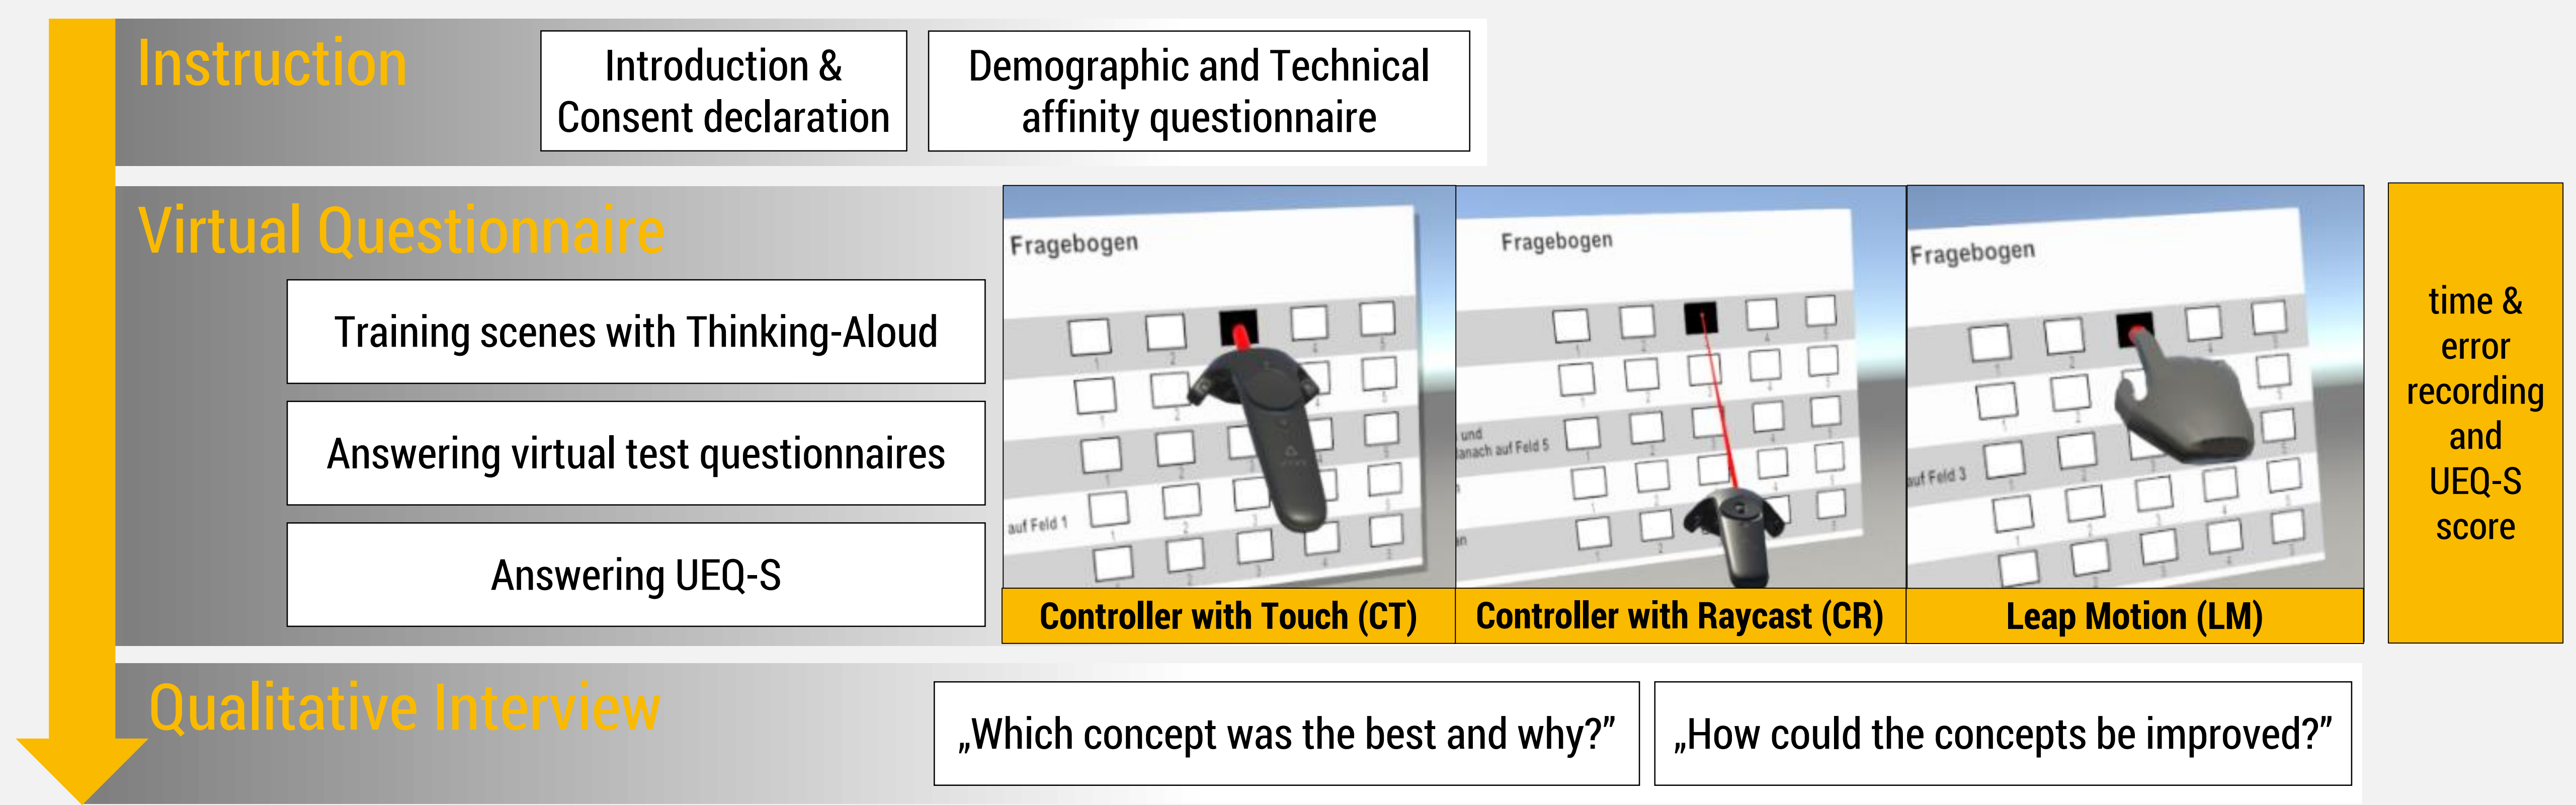 Instruction
Introduction &
Consent declaration
Demographic and Technical
affinity questionnaire
Virtual Questionnaire
Training scenes with Thinking-Aloud
Answering virtual test questionnaires
Answering UEQ-S
Fragebogen
auf Feld 1
Controller with Touch (CT)
Fragebogen
und
danach auf Feld 5
Controller with Raycast (CR)
Fragebogen
auf Feld 3
Leap Motion (LM)
time &
error
recording
and
UEQ-S
score
Qualitative Interview
„Which concept was the best and why?”
„How could the concepts be improved?”